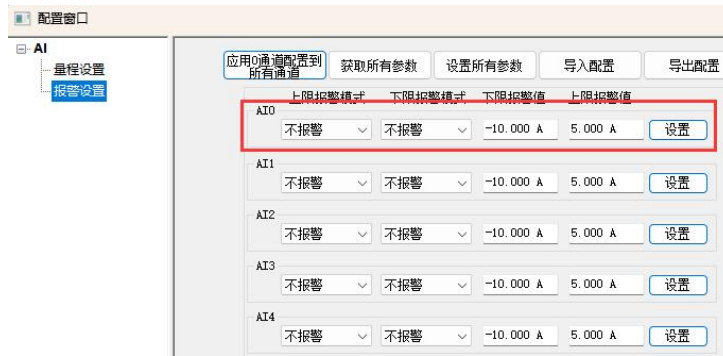 配置窗口
AI
量程设置
报警设置
应用0通道配置到
所有通道
获取所有参数
设置所有参数
导入配置
导出配置
上限报警模式 下限报警模式 下限报警值 上限报警值
AI0
不报警 不报警 -10.000 A 5.000 A 设置
AI1
不报警 不报警 -10.000 A 5.000 A 设置
AI2
不报警 不报警 -10.000 A 5.000 A 设置
AI3
不报警 不报警 -10.000 A 5.000 A 设置
AI4
不报警 不报警 -10.000 A 5.000 A 设置